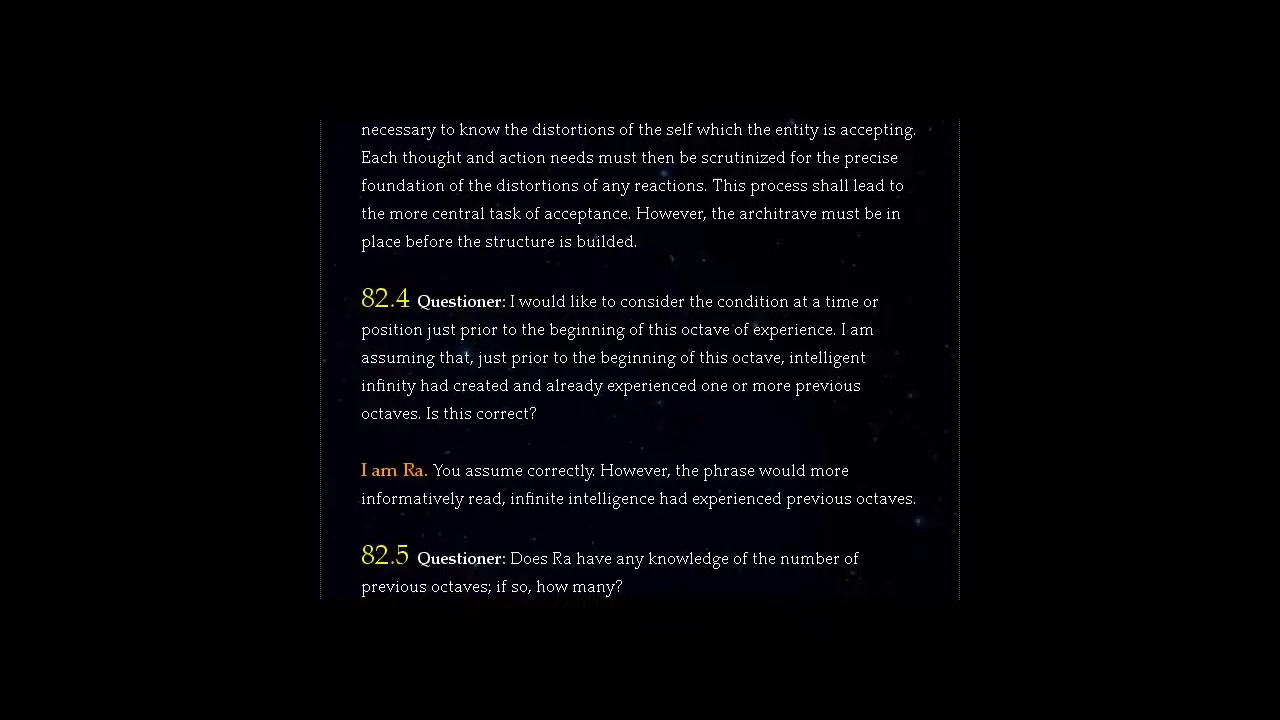 necessary to know the distortions of the self which the entity is accepting.
Each thought and action needs must then be scrutinized for the precise
foundation of the distortions of any reactions. This process shall lead to
the more central task of acceptance. However, the architrave must be in
place before the structure is builded.
82.4 Questioner: I would like to consider the condition at a time or
position just prior to the beginning of this octave of experience. I am
assuming that, just prior to the beginning of this octave, intelligent
infinity had created and already experienced one or more previous
octaves. Is this correct?
I am Ra. You assume correctly. However, the phrase would more
informatively read, infinite intelligence had experienced previous octaves.
82.5 Questioner: Does Ra have any knowledge of the number of
previous octaves; if so, how many?